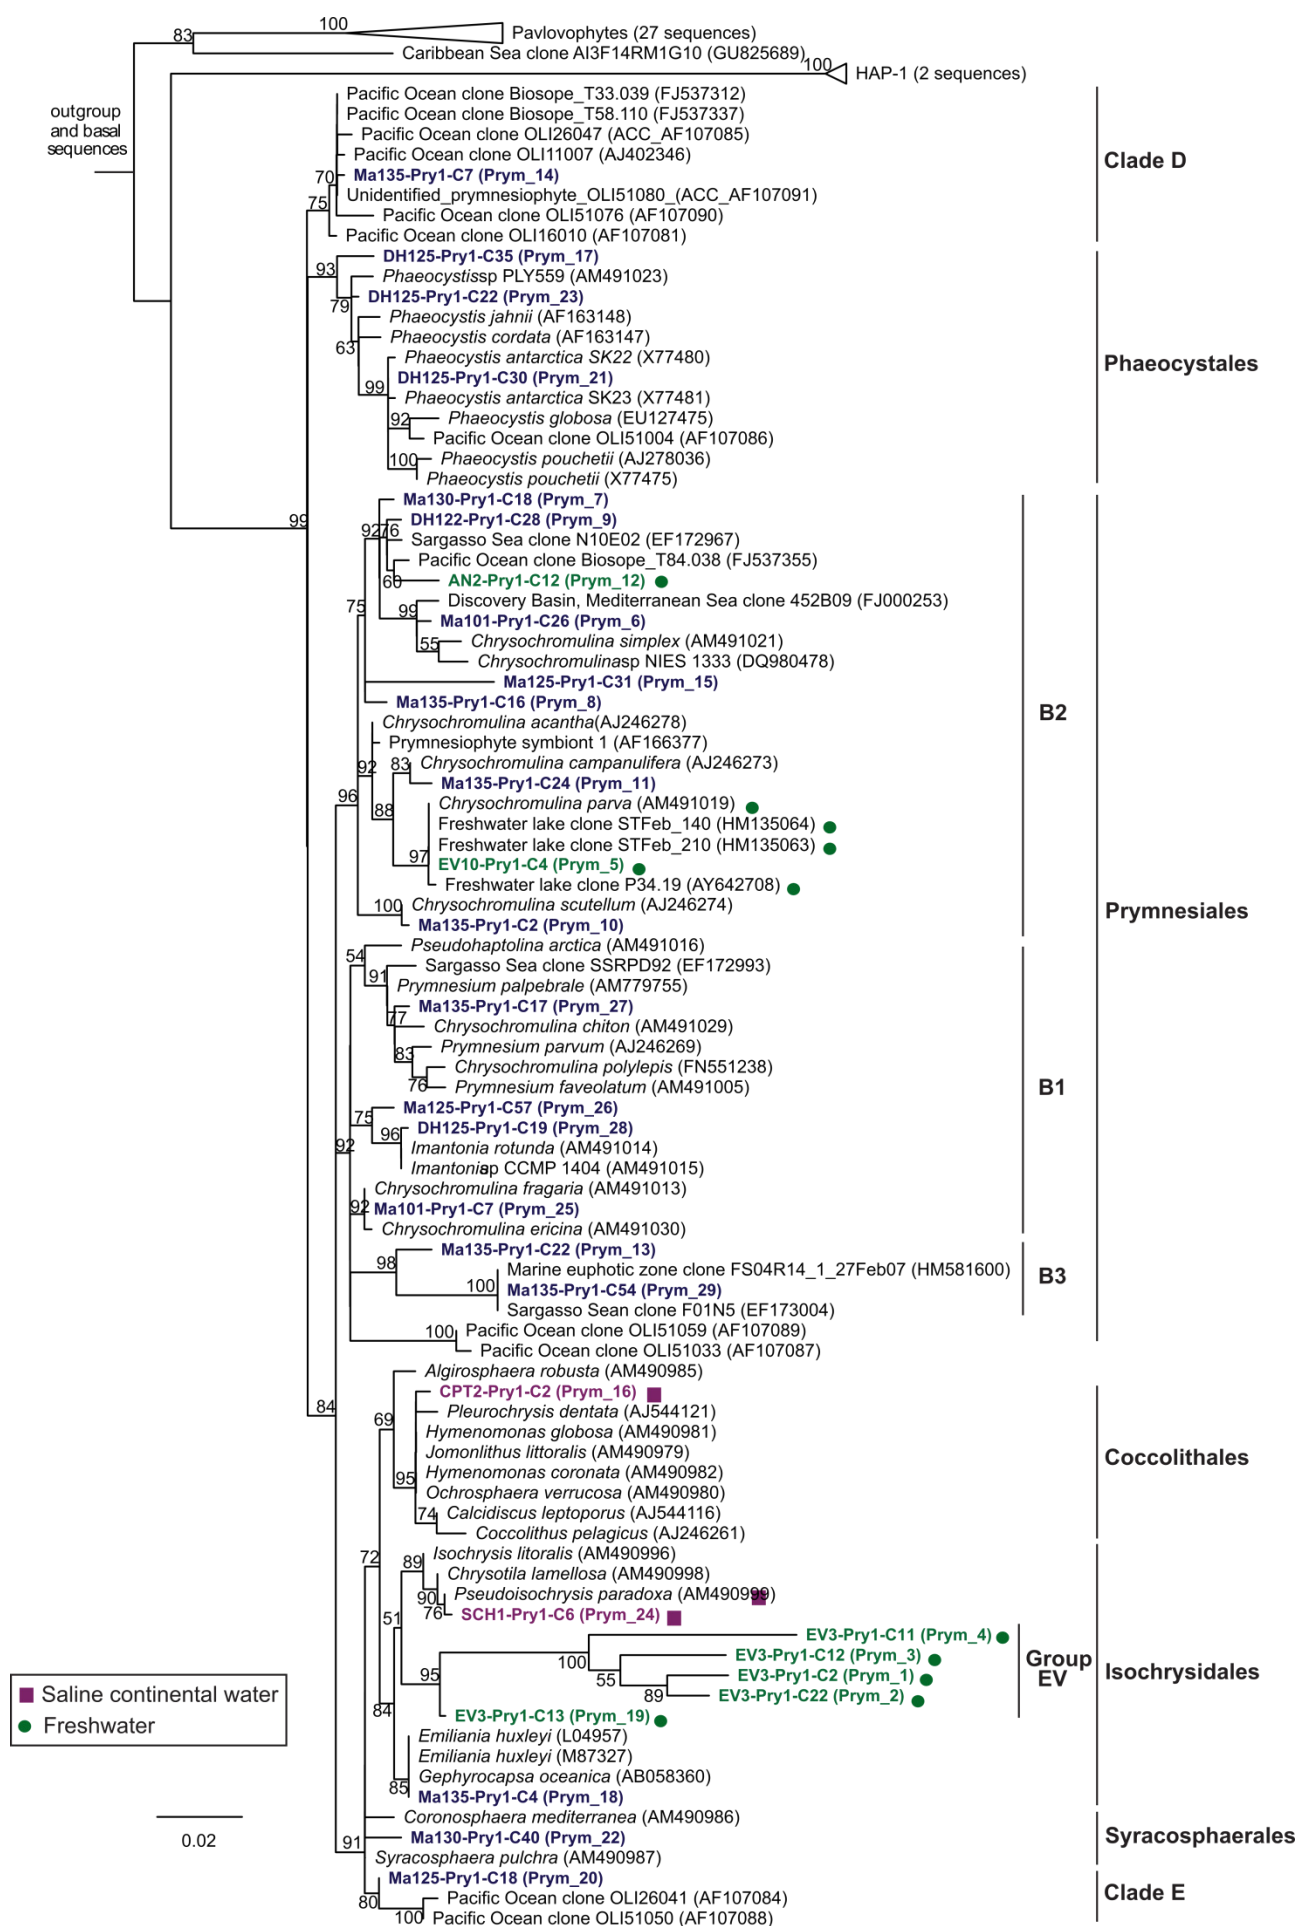 100
83
Pavlovophytes (27 sequences)
Caribbean Sea clone AI3F14RM1G10 (GU825689)
100
HAP-1 (2 sequences)
outgroup
and basal
sequences
Pacific Ocean clone Biosope_T33.039 (FJ537312)
Pacific Ocean clone Biosope_T58.110 (FJ537337)
Pacific Ocean clone OLI26047 (ACC_AF107085)
Pacific Ocean clone OLI11007 (AJ402346)
Clade D
70
Ma135-Pry1-C7 (Prym_14)
Unidentified_prymnesiophyte_OLI51080_(ACC_AF107091)
75
Pacific Ocean clone OLI51076 (AF107090)
Pacific Ocean clone OLI16010 (AF107081)
DH125-Pry1-C35 (Prym_17)
93
Phaeocystissp PLY559 (AM491023)
DH125-Pry1-C22 (Prym_23)
79
Phaeocystis jahnii (AF163148)
Phaeocystis cordata (AF163147)
63
Phaeocystis antarctica SK22 (X77480)
Phaeocystales
DH125-Pry1-C30 (Prym_21)
99
Phaeocystis antarctica SK23 (X77481)
92
Phaeocystis globosa (EU127475)
Pacific Ocean clone OLI51004 (AF107086)
100
Phaeocystis pouchetii (AJ278036)
Phaeocystis pouchetii (X77475)
Ma130-Pry1-C18 (Prym_7)
99
DH122-Pry1-C28 (Prym_9)
92
76
Sargasso Sea clone N10E02 (EF172967)
Pacific Ocean clone Biosope_T84.038 (FJ537355)
60
AN2-Pry1-C12 (Prym_12)
Discovery Basin, Mediterranean Sea clone 452B09 (FJ000253)
75
99
Ma101-Pry1-C26 (Prym_6)
55
Chrysochromulina simplex (AM491021)
Chrysochromulinasp NIES 1333 (DQ980478)
Ma125-Pry1-C31 (Prym_15)
Ma135-Pry1-C16 (Prym_8)
B2
Chrysochromulina acantha(AJ246278)
Prymnesiophyte symbiont 1 (AF166377)
92
83
Chrysochromulina campanulifera (AJ246273)
Ma135-Pry1-C24 (Prym_11)
96
88
Chrysochromulina parva (AM491019)
Freshwater lake clone STFeb_140 (HM135064)
Freshwater lake clone STFeb_210 (HM135063)
97
EV10-Pry1-C4 (Prym_5)
Freshwater lake clone P34.19 (AY642708)
100
Chrysochromulina scutellum (AJ246274)
Prymnesiales
Ma135-Pry1-C2 (Prym_10)
Pseudohaptolina arctica (AM491016)
54
Sargasso Sea clone SSRPD92 (EF172993)
91
Prymnesium palpebrale (AM779755)
Ma135-Pry1-C17 (Prym_27)
77
Chrysochromulina chiton (AM491029)
Prymnesium parvum (AJ246269)
83
Chrysochromulina polylepis (FN551238)
76
Prymnesium faveolatum (AM491005)
B1
Ma125-Pry1-C57 (Prym_26)
75
DH125-Pry1-C19 (Prym_28)
96
92
Imantonia rotunda (AM491014)
Imantoniasp CCMP 1404 (AM491015)
Chrysochromulina fragaria (AM491013)
92
Ma101-Pry1-C7 (Prym_25)
Chrysochromulina ericina (AM491030)
Ma135-Pry1-C22 (Prym_13)
98
Marine euphotic zone clone FS04R14_1_27Feb07 (HM581600)
B3
100
Ma135-Pry1-C54 (Prym_29)
Sargasso Sean clone F01N5 (EF173004)
100
Pacific Ocean clone OLI51059 (AF107089)
Pacific Ocean clone OLI51033 (AF107087)
Algirosphaera robusta (AM490985)
CPT2-Pry1-C2 (Prym_16)
84
69
Pleurochrysis dentata (AJ544121)
Hymenomonas globosa (AM490981)
Jomonlithus littoralis (AM490979)
Coccolithales
95
Hymenomonas coronata (AM490982)
Ochrosphaera verrucosa (AM490980)
74
Calcidiscus leptoporus (AJ544116)
Coccolithus pelagicus (AJ246261)
72
89
Isochrysis litoralis (AM490996)
Chrysotila lamellosa (AM490998)
90
Pseudoisochrysis paradoxa (AM490999)
76
SCH1-Pry1-C6 (Prym_24)
51
EV3-Pry1-C11 (Prym_4)
100
EV3-Pry1-C12 (Prym_3)
Group
EV
Isochrysidales
95
55
EV3-Pry1-C2 (Prym_1)
89
EV3-Pry1-C22 (Prym_2)
84
EV3-Pry1-C13 (Prym_19)
Saline continental water
Freshwater
Emiliania huxleyi (L04957)
Emiliania huxleyi (M87327)
Gephyrocapsa oceanica (AB058360)
85
Ma135-Pry1-C4 (Prym_18)
Coronosphaera mediterranea (AM490986)
0.02
91
Ma130-Pry1-C40 (Prym_22)
Syracosphaerales
Syracosphaera pulchra (AM490987)
Ma125-Pry1-C18 (Prym_20)
80
Pacific Ocean clone OLI26041 (AF107084)
Clade E
100
Pacific Ocean clone OLI51050 (AF107088)